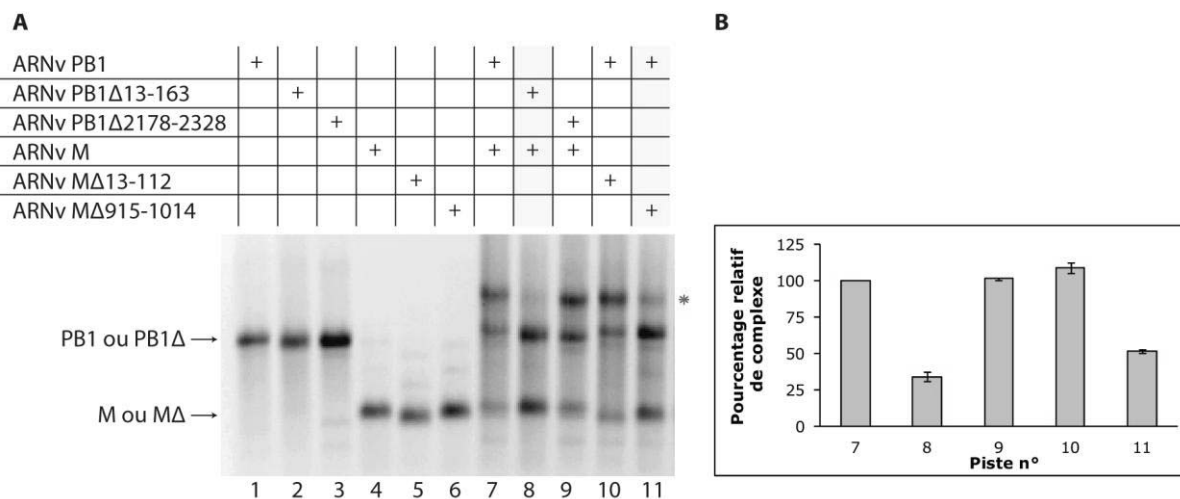 A
ARNv PB1 + + + +
ARNv PB1Δ13-163 + +
ARNv PB1Δ2178-2328 + +
ARNv M + + + +
ARNv MΔ13-112 + +
ARNv MΔ915-1014 + +
*
PB1 ou PB1Δ
M ou MΔ
1 2 3 4 5 6 7 8 9 10 11
B
Pourcentage relatif
de complexe
125
100
75
50
25
0
7 8 9 10 11
Piste n°